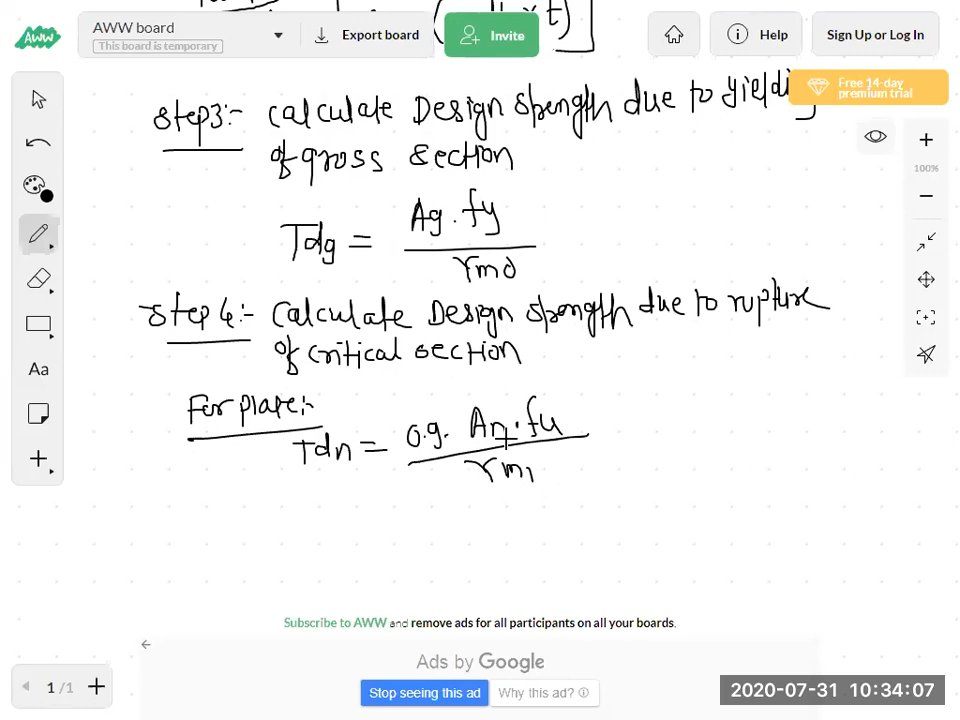 AWW
AWW board
This board is temporary
Export board
Invite
Help
Sign Up or Log In
Free 14-day
premium trial
Step3:- calculate Design strength due to yielding
of gross section
Tdg = Ag . fy
γm0
Step 4:- Calculate Design strength due to rupture
of critical section
For plate:-
Tdn = 0.9. An . fu
γm1
100%
Aa
Subscribe to AWW and remove ads for all participants on all your boards.
Ads by Google
Stop seeing this ad
Why this ad?
1 /1
2020-07-31 10:34:07